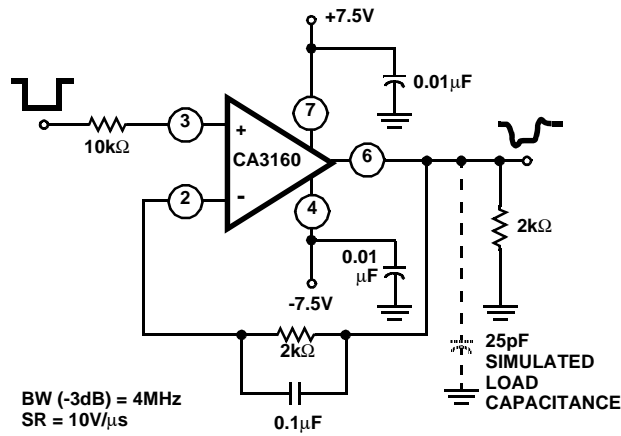 +7.5V
0.01µF
7
3
10kΩ
+
CA3160
6
2
-
4
2kΩ
0.01
µF
-7.5V
2kΩ
25pF
SIMULATED
LOAD
CAPACITANCE
BW (-3dB) = 4MHz
SR = 10V/µs
0.1µF